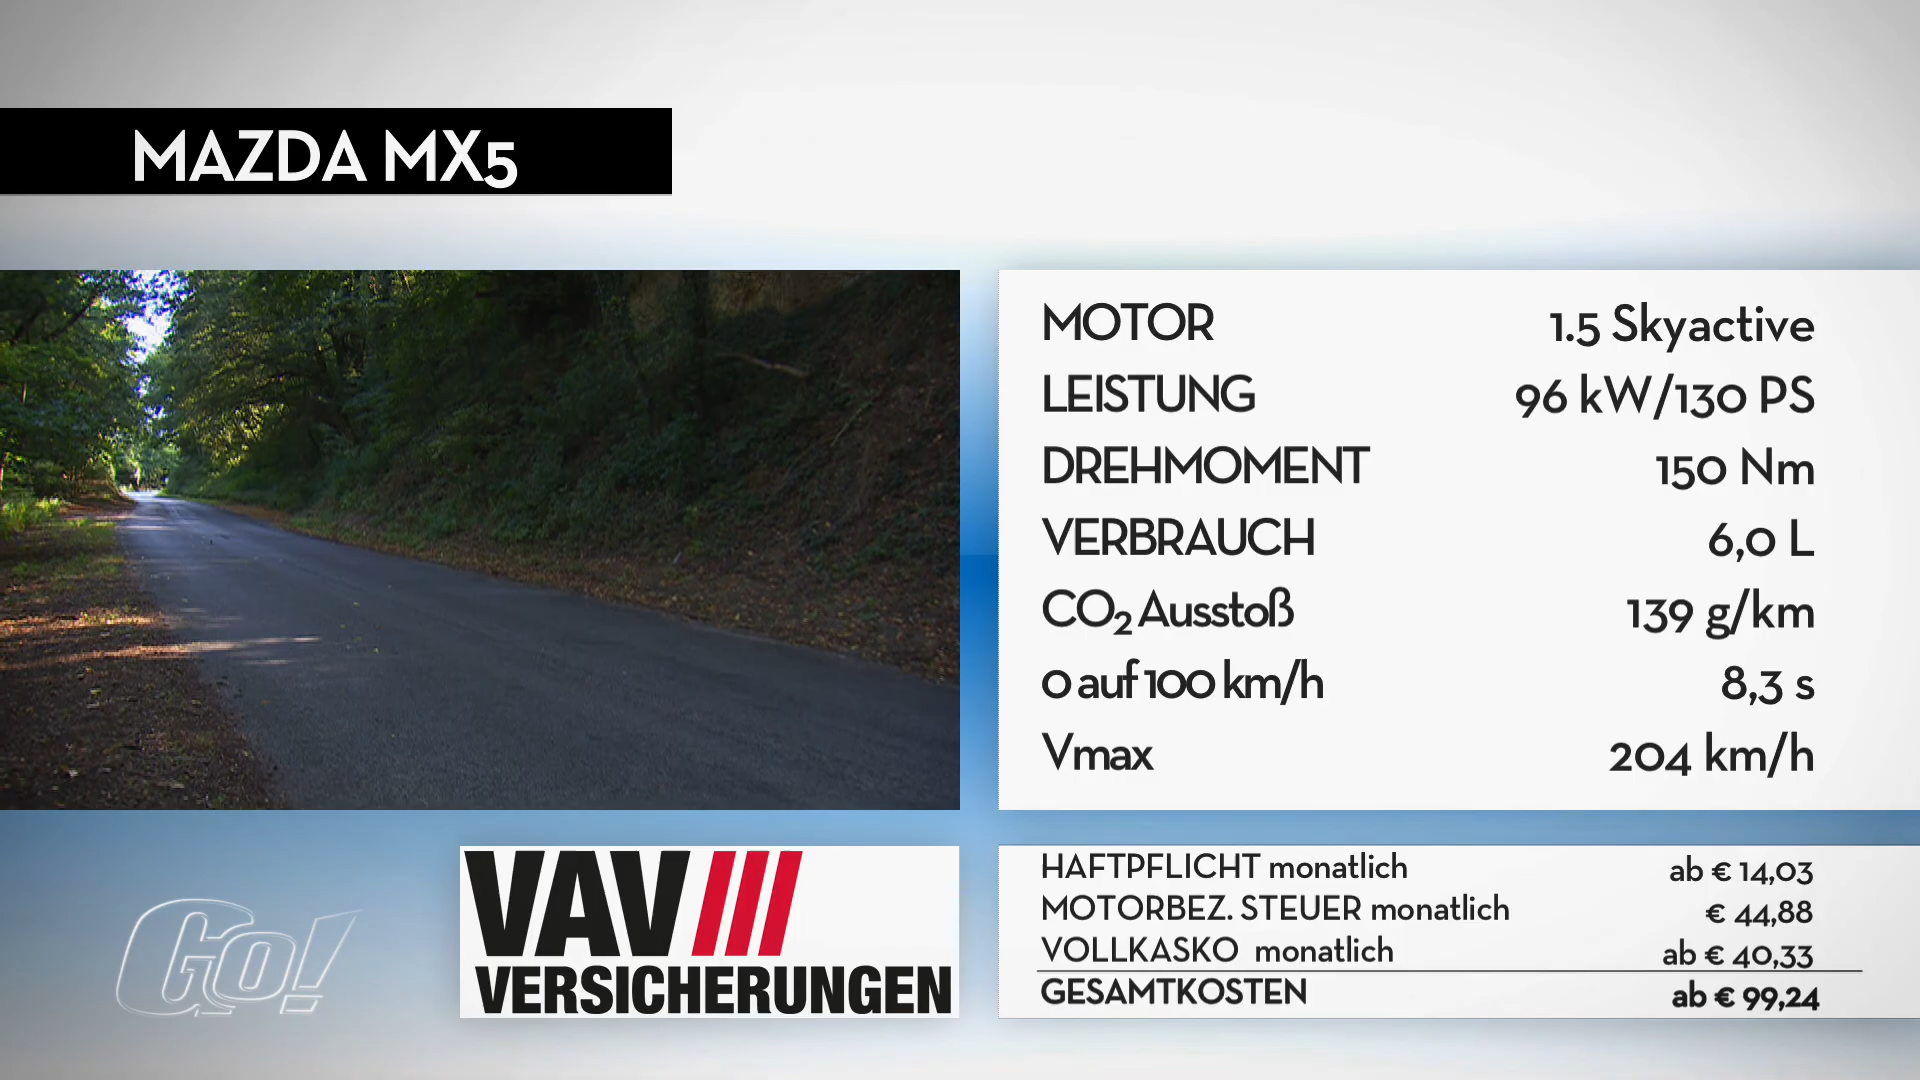 MAZDA MX5
MOTOR 1.5 Skyactive
LEISTUNG 96 kW/130 PS
DREHMOMENT 150 Nm
VERBRAUCH 6,0 L
CO₂ Ausstoß 139 g/km
0 auf 100 km/h 8,3 s
Vmax 204 km/h
Go!
VAV
VERSICHERUNGEN
HAFTPFLICHT monatlich ab € 14,03
MOTORBEZ. STEUER monatlich € 44,88
VOLLKASKO monatlich ab € 40,33
GESAMTKOSTEN ab € 99,24